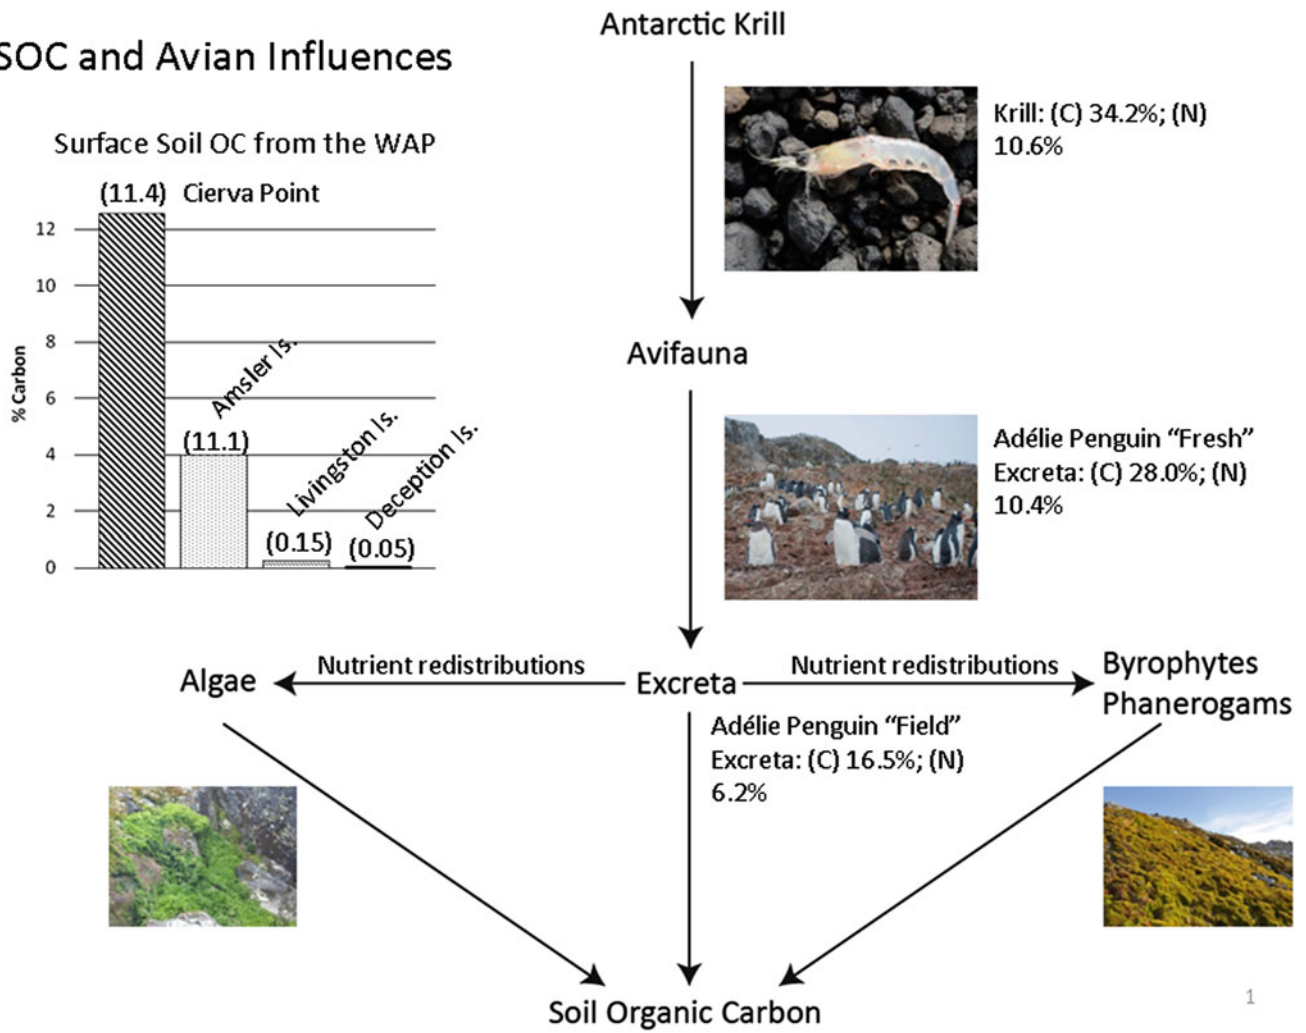 SOC and Avian Influences
Surface Soil OC from the WAP
(11.4) Cierva Point
12
10
8
6
4
2
0
% Carbon
Amsler Is.
(11.1)
Livingston Is.
(0.15)
Deception Is.
(0.05)
Antarctic Krill
Krill: (C) 34.2%; (N)
10.6%
Avifauna
Adélie Penguin “Fresh”
Excreta: (C) 28.0%; (N)
10.4%
Algae
Nutrient redistributions
Excreta
Nutrient redistributions
Byrophytes
Phanerogams
Adélie Penguin “Field”
Excreta: (C) 16.5%; (N)
6.2%
Soil Organic Carbon
1